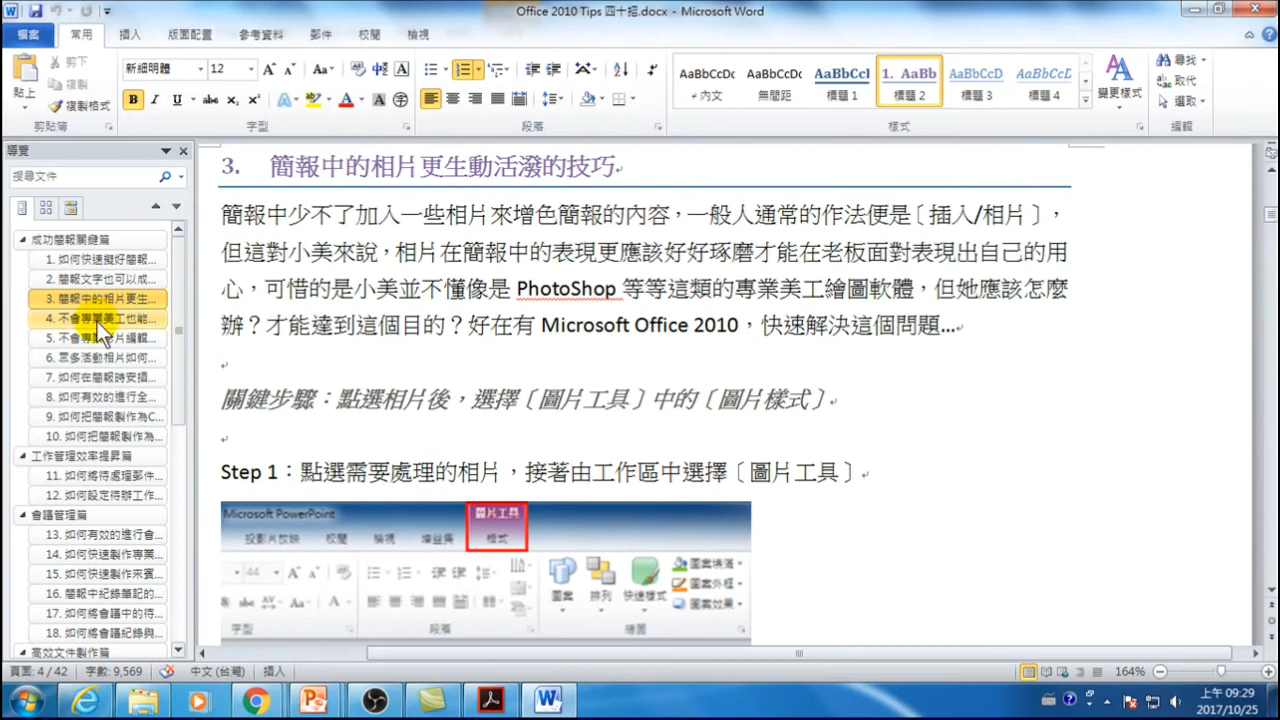 Office 2010 Tips 四十招.docx - Microsoft Word
檔案 常用 插入 版面配置 參考資料 郵件 校閱 檢視
貼上 剪下 複製 複製格式 剪貼簿
新細明體 12 字型
段落
AaBbCcDc AaBbCcDc AaBbCcI 1. AaBb AaBbCcD AaBbCcD
內文 無間距 標題 1 標題 2 標題 3 標題 4
變更樣式 樣式
尋找 取代 選取 編輯
導覽
搜尋文件
成功簡報關鍵篇
1. 如何快速擬好簡報...
2. 簡報文字也可以成...
3. 簡報中的相片更生...
4. 不會專業美工也能...
5. 不會專業影片編輯...
6. 眾多活動相片如何...
7. 如何在簡報時安插...
8. 如何有效的進行全...
9. 如何把簡報製作為C...
10. 如何把簡報製作為...
工作管理效率提昇篇
11. 如何將待處理郵件...
12. 如何設定待辦工作...
會議管理篇
13. 如何有效的進行會...
14. 如何快速製作專業...
15. 如何快速製作來賓...
16. 簡報中紀錄筆記的...
17. 如何將會議中的待...
18. 如何將會議紀錄與...
高效文件製作篇
3. 簡報中的相片更生動活潑的技巧
簡報中少不了加入一些相片來增色簡報的內容，一般人通常的作法便是〔插入/相片〕，
但這對小美來說，相片在簡報中的表現更應該好好琢磨才能在老板面對表現出自己的用
心，可惜的是小美並不懂像是 PhotoShop 等等這類的專業美工繪圖軟體，但她應該怎麼
辦？才能達到這個目的？好在有 Microsoft Office 2010，快速解決這個問題…
關鍵步驟：點選相片後，選擇〔圖片工具〕中的〔圖片樣式〕
Step 1：點選需要處理的相片，接著由工作區中選擇〔圖片工具〕
Microsoft PowerPoint 圖片工具
投影片放映 校閱 檢視 增益集 格式
44 圖案 排列 快速樣式 圖案填滿 圖案外框 圖案效果
字型 段落 繪圖
頁面: 4 / 42 字數: 9,569 中文 (台灣) 插入 164%
上午 09:29
2017/10/25